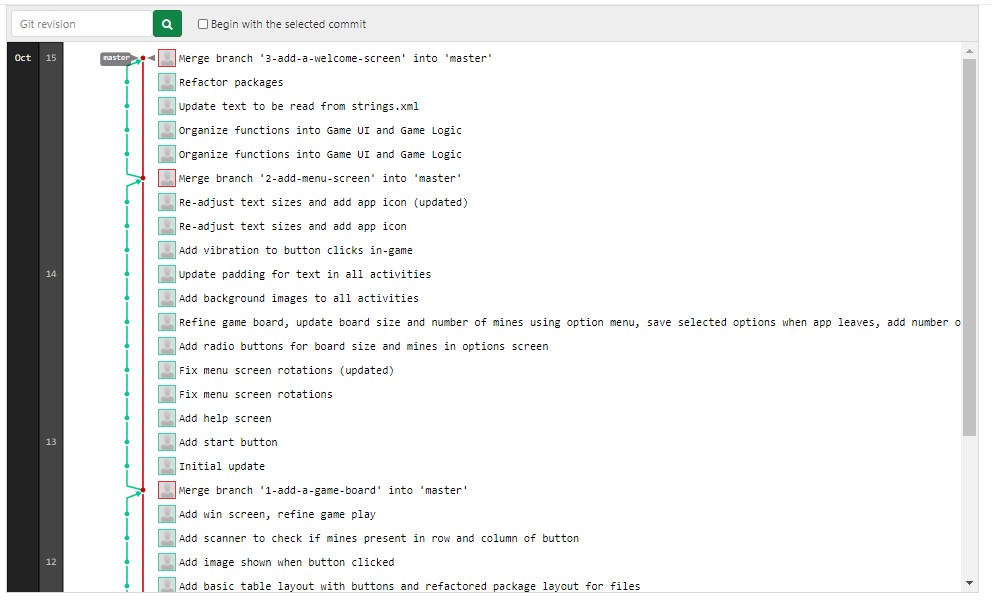 Git revision
Begin with the selected commit
Oct 15 master Merge branch '3-add-a-welcome-screen' into 'master'
Refactor packages
Update text to be read from strings.xml
Organize functions into Game UI and Game Logic
Organize functions into Game UI and Game Logic
Merge branch '2-add-menu-screen' into 'master'
Re-adjust text sizes and add app icon (updated)
Re-adjust text sizes and add app icon
Add vibration to button clicks in-game
14 Update padding for text in all activities
Add background images to all activities
Refine game board, update board size and number of mines using option menu, save selected options when app leaves, add number o
Add radio buttons for board size and mines in options screen
Fix menu screen rotations (updated)
Fix menu screen rotations
Add help screen
13 Add start button
Initial update
Merge branch '1-add-a-game-board' into 'master'
Add win screen, refine game play
Add scanner to check if mines present in row and column of button
12 Add image shown when button clicked
Add basic table layout with buttons and refactored package layout for files